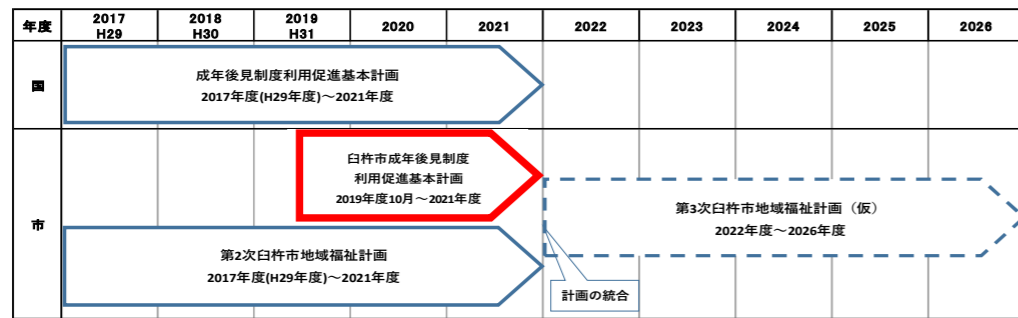 年度
2017
H29
2018
H30
2019
H31
2020
2021
2022
2023
2024
2025
2026
国
成年後見制度利用促進基本計画
2017年度(H29年度)～2021年度
市
臼杵市成年後見制度
利用促進基本計画
2019年度10月～2021年度
第2次臼杵市地域福祉計画
2017年度(H29年度)～2021年度
第3次臼杵市地域福祉計画（仮）
2022年度～2026年度
計画の統合